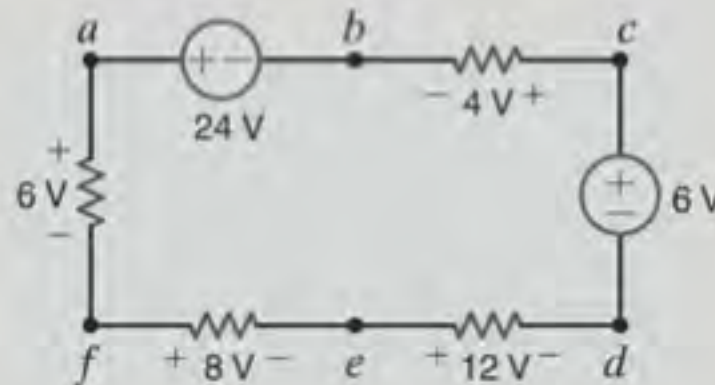 a b c
+ −
24 V
− 4 V +
+
6 V
−
+
−
6 V
f + 8 V − e + 12 V − d